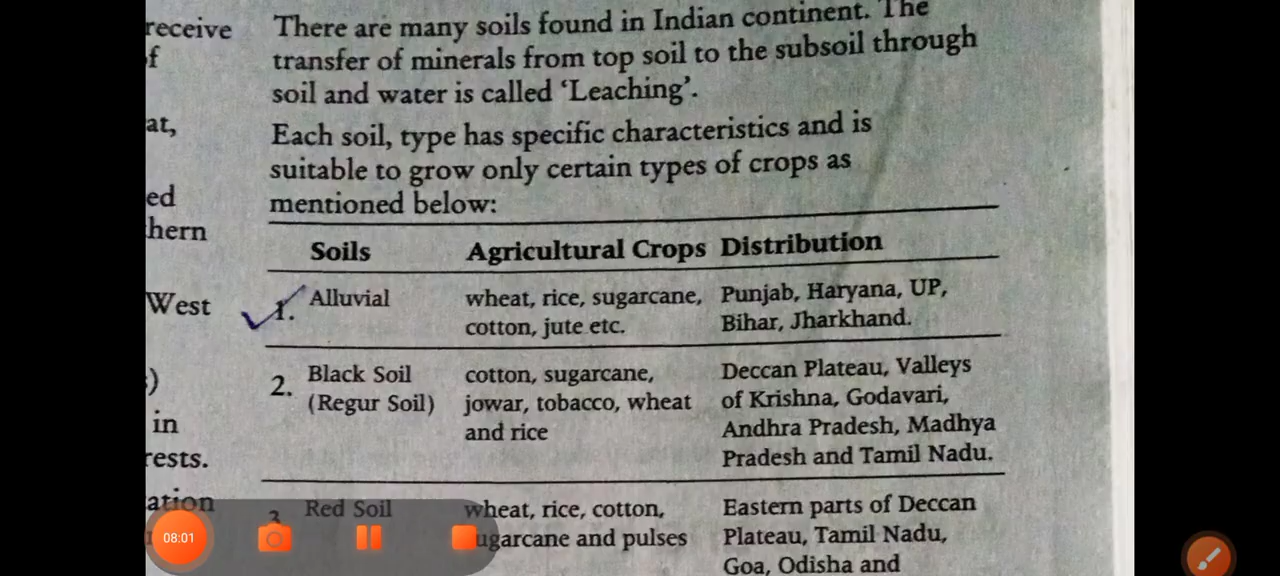 receive
f
at,
ed
hern
West
)
in
rests.
ation
There are many soils found in Indian continent. The
transfer of minerals from top soil to the subsoil through
soil and water is called ‘Leaching’.
Each soil, type has specific characteristics and is
suitable to grow only certain types of crops as
mentioned below:
Soils Agricultural Crops Distribution
1. Alluvial wheat, rice, sugarcane, Punjab, Haryana, UP,
cotton, jute etc. Bihar, Jharkhand.
2. Black Soil cotton, sugarcane, Deccan Plateau, Valleys
(Regur Soil) jowar, tobacco, wheat of Krishna, Godavari,
and rice Andhra Pradesh, Madhya
Pradesh and Tamil Nadu.
3 Red Soil wheat, rice, cotton, Eastern parts of Deccan
ugarcane and pulses Plateau, Tamil Nadu,
Goa, Odisha and
08:01